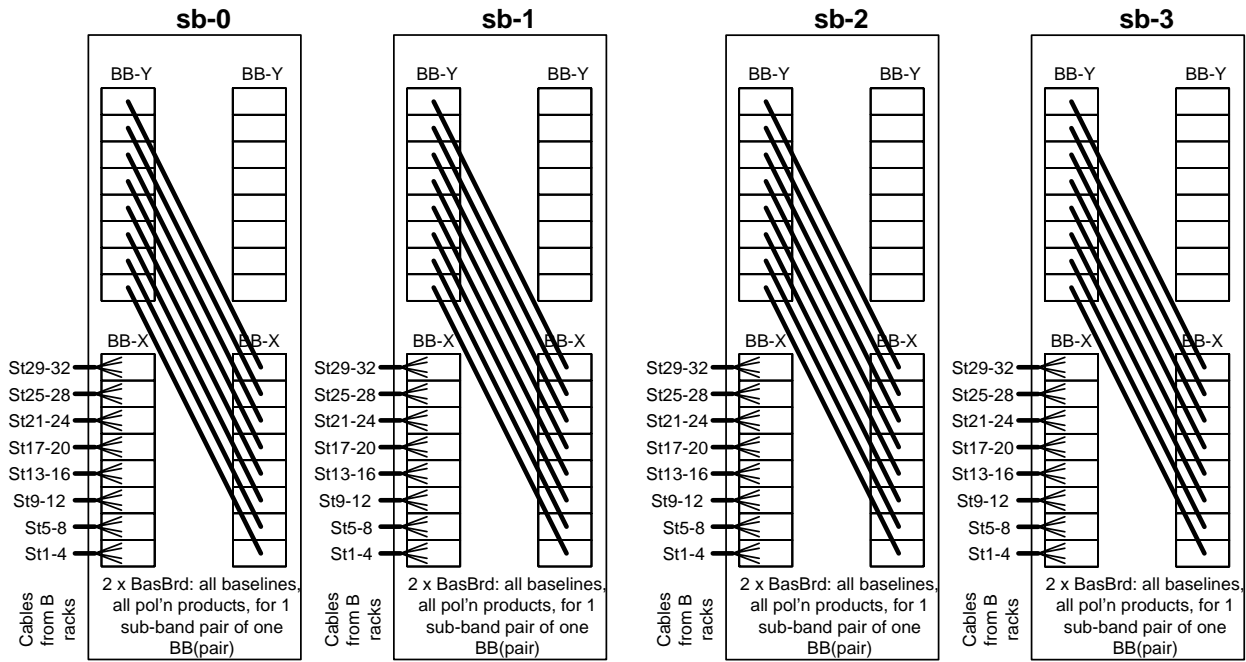 sb-0
BB-Y BB-Y
BB-X BB-X
St29-32
St25-28
St21-24
St17-20
St13-16
St9-12
St5-8
St1-4
Cables
from B
racks
2 x BasBrd: all baselines,
all pol'n products, for 1
sub-band pair of one
BB(pair)
sb-1
BB-Y BB-Y
BB-X BB-X
St29-32
St25-28
St21-24
St17-20
St13-16
St9-12
St5-8
St1-4
Cables
from B
racks
2 x BasBrd: all baselines,
all pol'n products, for 1
sub-band pair of one
BB(pair)
sb-2
BB-Y BB-Y
BB-X BB-X
St29-32
St25-28
St21-24
St17-20
St13-16
St9-12
St5-8
St1-4
Cables
from B
racks
2 x BasBrd: all baselines,
all pol'n products, for 1
sub-band pair of one
BB(pair)
sb-3
BB-Y BB-Y
BB-X BB-X
St29-32
St25-28
St21-24
St17-20
St13-16
St9-12
St5-8
St1-4
Cables
from B
racks
2 x BasBrd: all baselines,
all pol'n products, for 1
sub-band pair of one
BB(pair)